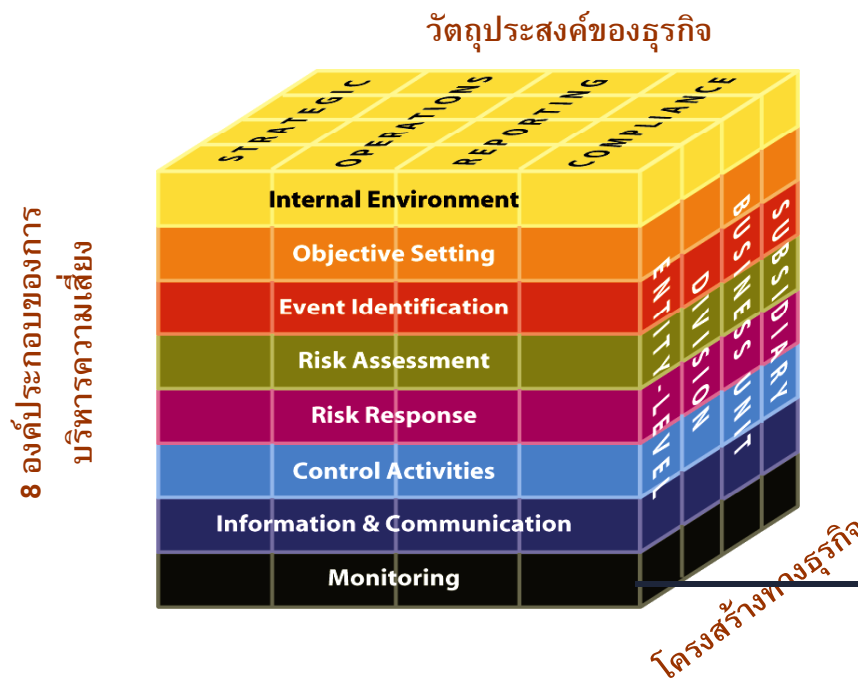 วัตถุประสงค์ของธุรกิจ
STRATEGIC
OPERATIONS
REPORTING
COMPLIANCE
8 องค์ประกอบของการ
บริหารความเสี่ยง
Internal Environment
Objective Setting
Event Identification
Risk Assessment
Risk Response
Control Activities
Information & Communication
Monitoring
ENTITY-LEVEL
DIVISION
BUSINESS UNIT
SUBSIDIARY
โครงสร้างทางธุรกิจ